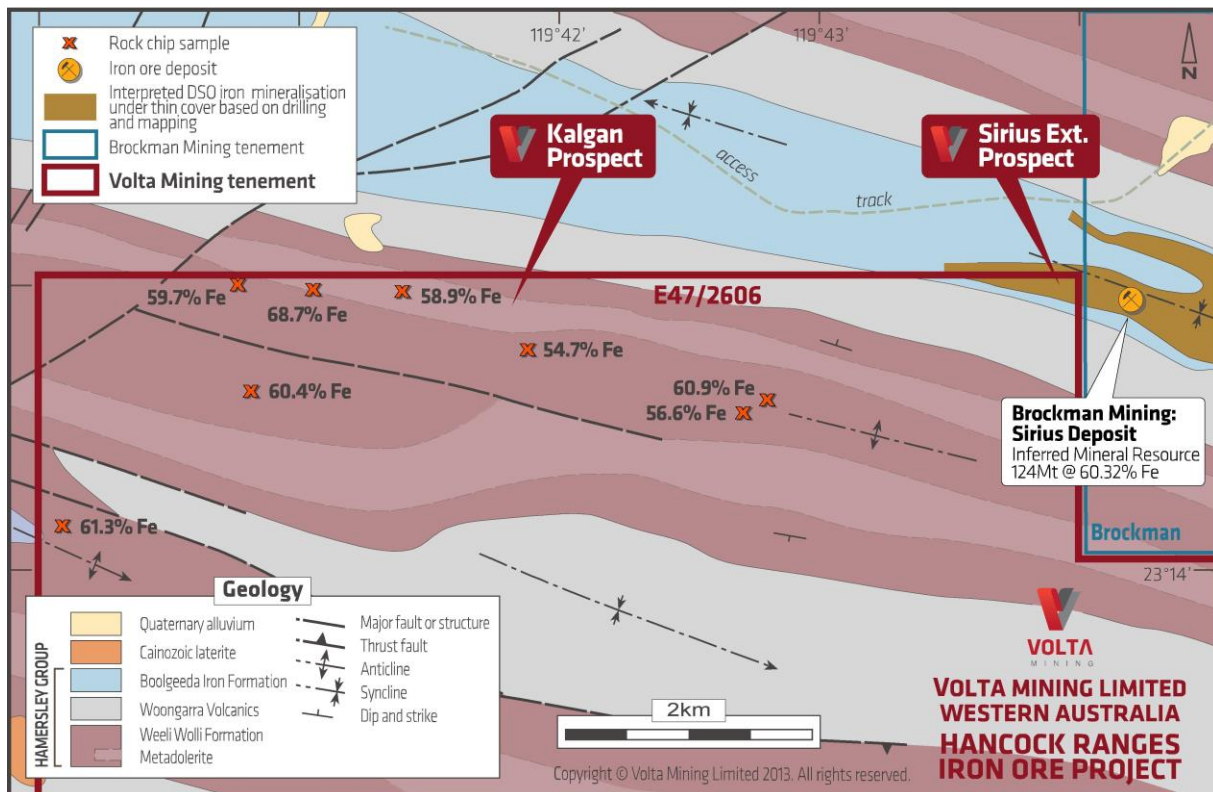 Rock chip sample
Iron ore deposit
Interpreted DSO iron mineralisation
under thin cover based on drilling
and mapping
Brockman Mining tenement
Volta Mining tenement
119°42'
119°43'
N
Kalgan
Prospect
Sirius Ext.
Prospect
access
track
E47/2606
59.7% Fe
68.7% Fe
58.9% Fe
54.7% Fe
60.4% Fe
60.9% Fe
56.6% Fe
61.3% Fe
Brockman Mining:
Sirius Deposit
Inferred Mineral Resource
124Mt @ 60.32% Fe
Brockman
23°14'
Geology
HAMERSLEY GROUP
Quaternary alluvium
Cainozoic laterite
Boolgeeda Iron Formation
Woongarra Volcanics
Weeli Wolli Formation
Metadolerite
Major fault or structure
Thrust fault
Anticline
Syncline
Dip and strike
2km
Copyright © Volta Mining Limited 2013. All rights reserved.
VOLTA
MINING
VOLTA MINING LIMITED
WESTERN AUSTRALIA
HANCOCK RANGES
IRON ORE PROJECT